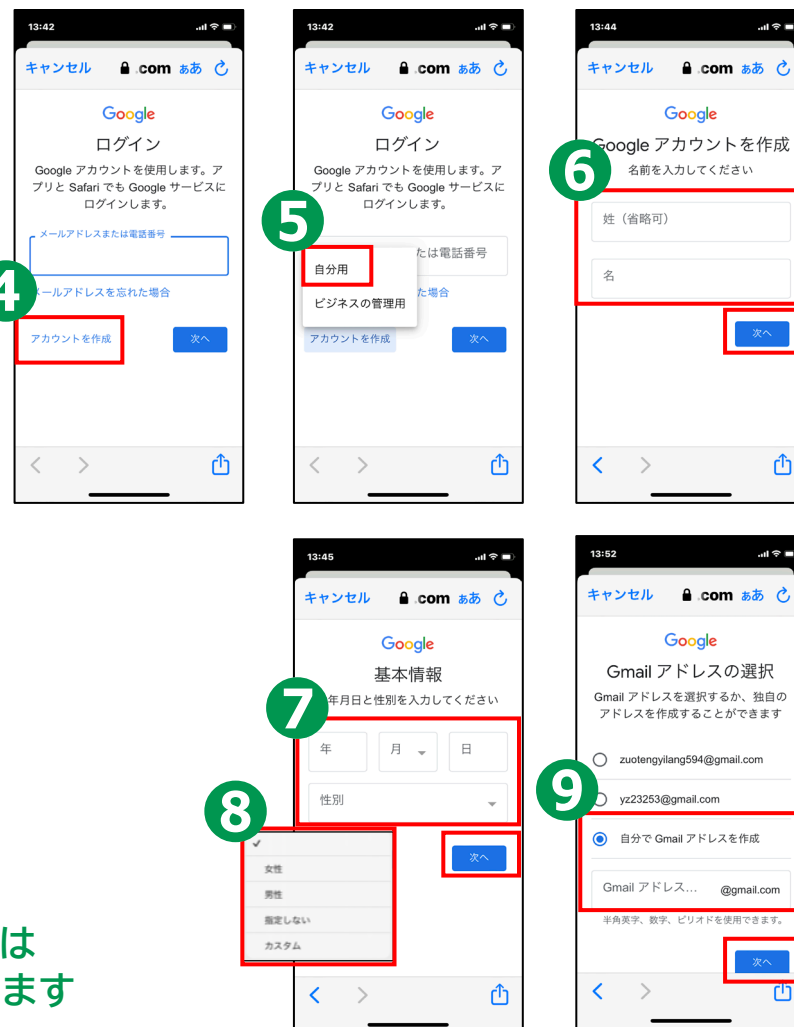 13:42
キャンセル
.com ぁあ
Google
ログイン
Google アカウントを使用します。ア
プリと Safari でも Google サービスに
ログインします。
メールアドレスまたは電話番号
4
ールアドレスを忘れた場合
アカウントを作成
次へ
13:42
キャンセル
.com ぁあ
Google
ログイン
Google アカウントを使用します。ア
プリと Safari でも Google サービスに
ログインします。
5
たは電話番号
自分用
た場合
ビジネスの管理用
アカウントを作成
次へ
13:44
キャンセル
.com ぁあ
Google
Google アカウントを作成
6
名前を入力してください
姓（省略可）
名
次へ
13:45
キャンセル
.com ぁあ
Google
基本情報
7
年月日と性別を入力してください
年
月
日
性別
8
次へ
女性
男性
指定しない
カスタム
13:52
キャンセル
.com ぁあ
Google
Gmail アドレスの選択
Gmail アドレスを選択するか、独自の
アドレスを作成することができます
zuotengyilang594@gmail.com
9
yz23253@gmail.com
自分で Gmail アドレスを作成
Gmail アドレス...
@gmail.com
半角英字、数字、ピリオドを使用できます。
次へ
は
ます